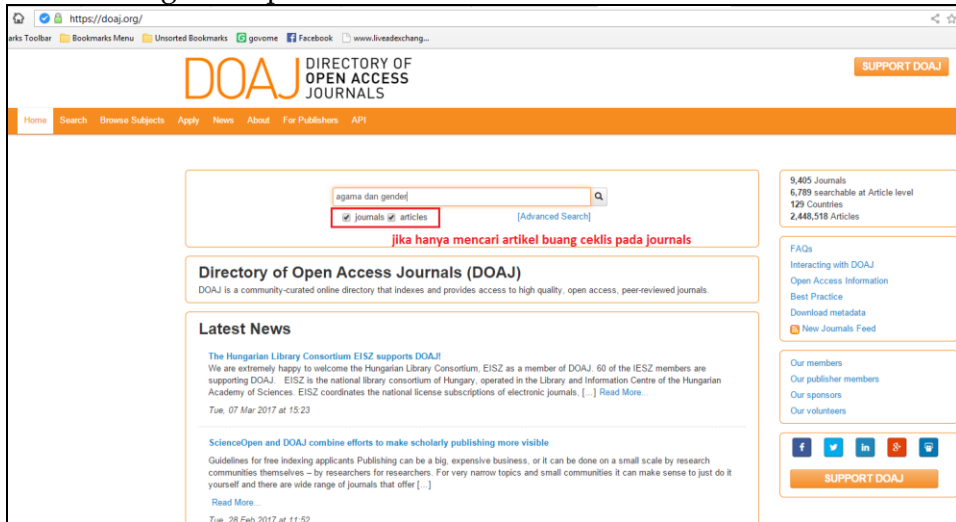 https://doaj.org/
arks Toolbar Bookmarks Menu Unsorted Bookmarks govome Facebook www.liveadexchang...
DOAJ DIRECTORY OF
OPEN ACCESS
JOURNALS
SUPPORT DOAJ
Home Search Browse Subjects Apply News About For Publishers API
agama dan gender
journals articles [Advanced Search]
jika hanya mencari artikel buang ceklis pada journals
Directory of Open Access Journals (DOAJ)
DOAJ is a community-curated online directory that indexes and provides access to high quality, open access, peer-reviewed journals.
Latest News
The Hungarian Library Consortium EISZ supports DOAJ!
We are extremely happy to welcome the Hungarian Library Consortium, EISZ as a member of DOAJ. 60 of the IESZ members are
supporting DOAJ. EISZ is the national library consortium of Hungary, operated in the Library and Information Centre of the Hungarian
Academy of Sciences. EISZ coordinates the national license subscriptions of electronic journals, [...] Read More...
Tue, 07 Mar 2017 at 15:23
ScienceOpen and DOAJ combine efforts to make scholarly publishing more visible
Guidelines for free indexing applicants Publishing can be a big, expensive business, or it can be done on a small scale by research
communities themselves – by researchers for researchers. For very narrow topics and small communities it can make sense to just do it
yourself and there are wide range of journals that offer [...]
Read More...
Tue, 28 Feb 2017 at 11:52
9,405 Journals
6,789 searchable at Article level
129 Countries
2,448,518 Articles
FAQs
Interacting with DOAJ
Open Access Information
Best Practice
Download metadata
New Journals Feed
Our members
Our publisher members
Our sponsors
Our volunteers
SUPPORT DOAJ